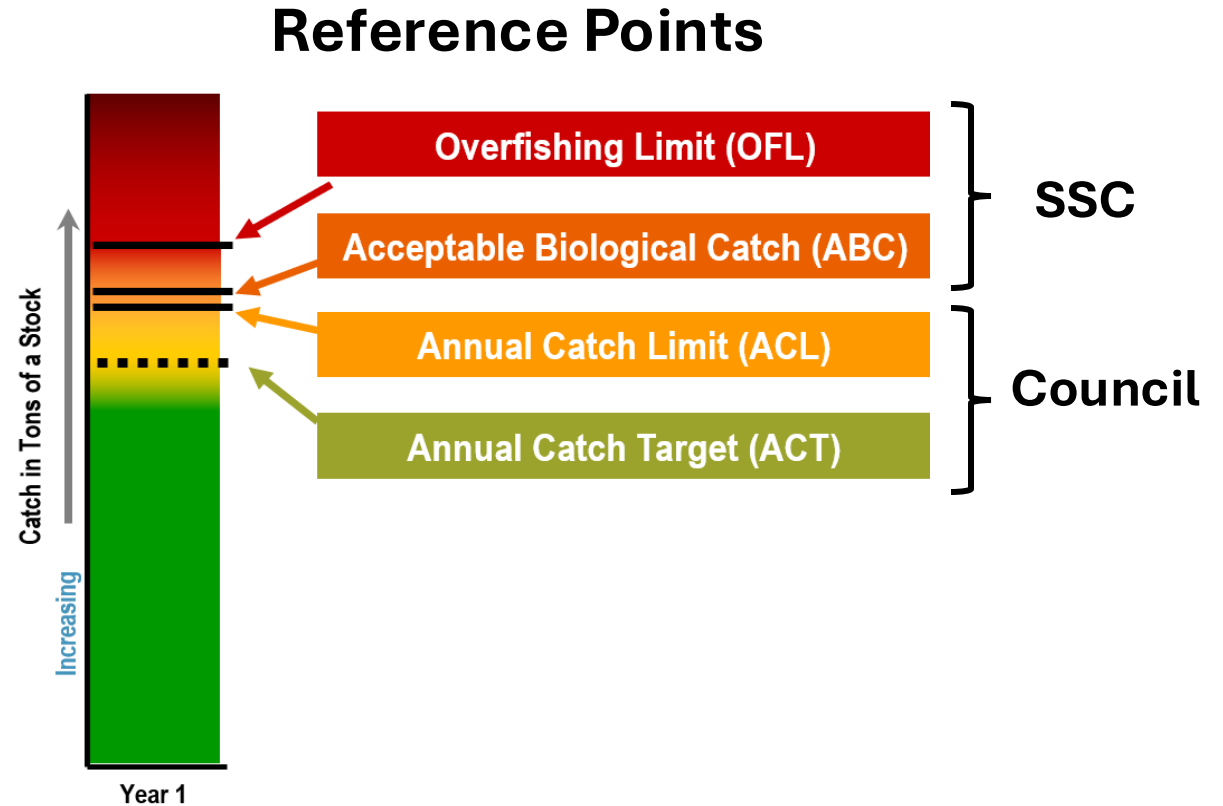 Reference Points
Overfishing Limit (OFL)
Acceptable Biological Catch (ABC)
Annual Catch Limit (ACL)
Annual Catch Target (ACT)
SSC
Council
Catch in Tons of a Stock
Increasing
Year 1